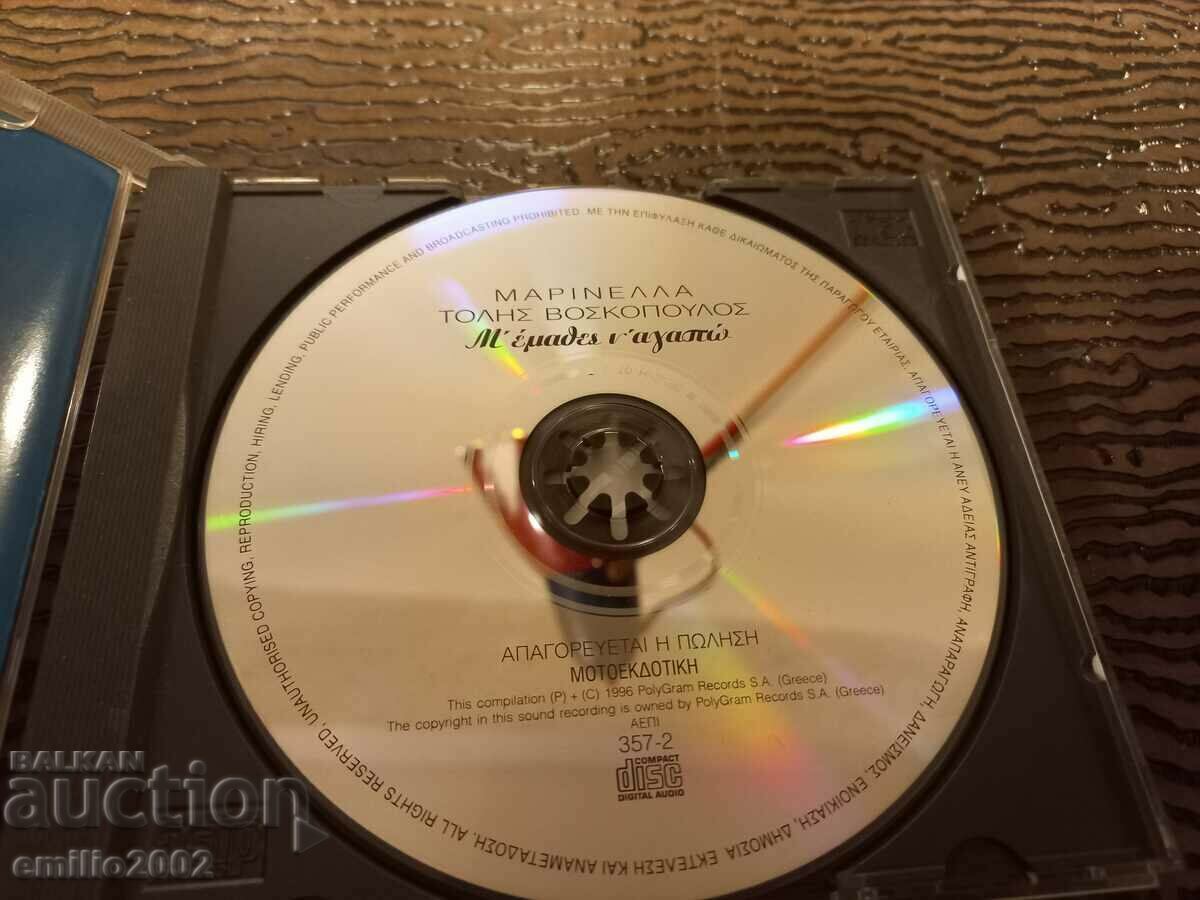 ΜΑΡΙΝΕΛΛΑ
ΤΟΛΗΣ ΒΟΣΚΟΠΟΥΛΟΣ
Μ' έμαθες ν' αγαπώ
ΑΠΑΓΟΡΕΥΕΤΑΙ Η ΠΩΛΗΣΗ
ΜΟΤΟΕΚΔΟΤΙΚΗ
This compilation (P) + (C) 1996 PolyGram Records S.A. (Greece)
The copyright in this sound recording is owned by PolyGram Records S.A. (Greece)
ΑΕΠΙ
357-2
COMPACT
disc
DIGITAL AUDIO
ALL RIGHTS RESERVED. UNAUTHORISED COPYING, REPRODUCTION, HIRING, LENDING, PUBLIC PERFORMANCE AND BROADCASTING PROHIBITED. ΜΕ ΤΗΝ ΕΠΙΦΥΛΑΞΗ ΚΑΘΕ ΔΙΚΑΙΩΜΑΤΟΣ ΤΗΣ ΠΑΡΑΓΩΓΟΥ ΕΤΑΙΡΙΑΣ, ΑΠΑΓΟΡΕΥΕΤΑΙ Η ΑΝΕΥ ΑΔΕΙΑΣ ΑΝΤΙΓΡΑΦΗ, ΑΝΑΠΑΡΑΓΩΓΗ, ΔΑΝΕΙΣΜΟΣ, ΕΝΟΙΚΙΑΣΗ, ΔΗΜΟΣΙΑ ΕΚΤΕΛΕΣΗ ΚΑΙ ΑΝΑΜΕΤΑΔΟΣΗ.
BALKAN
auction
emilio2002